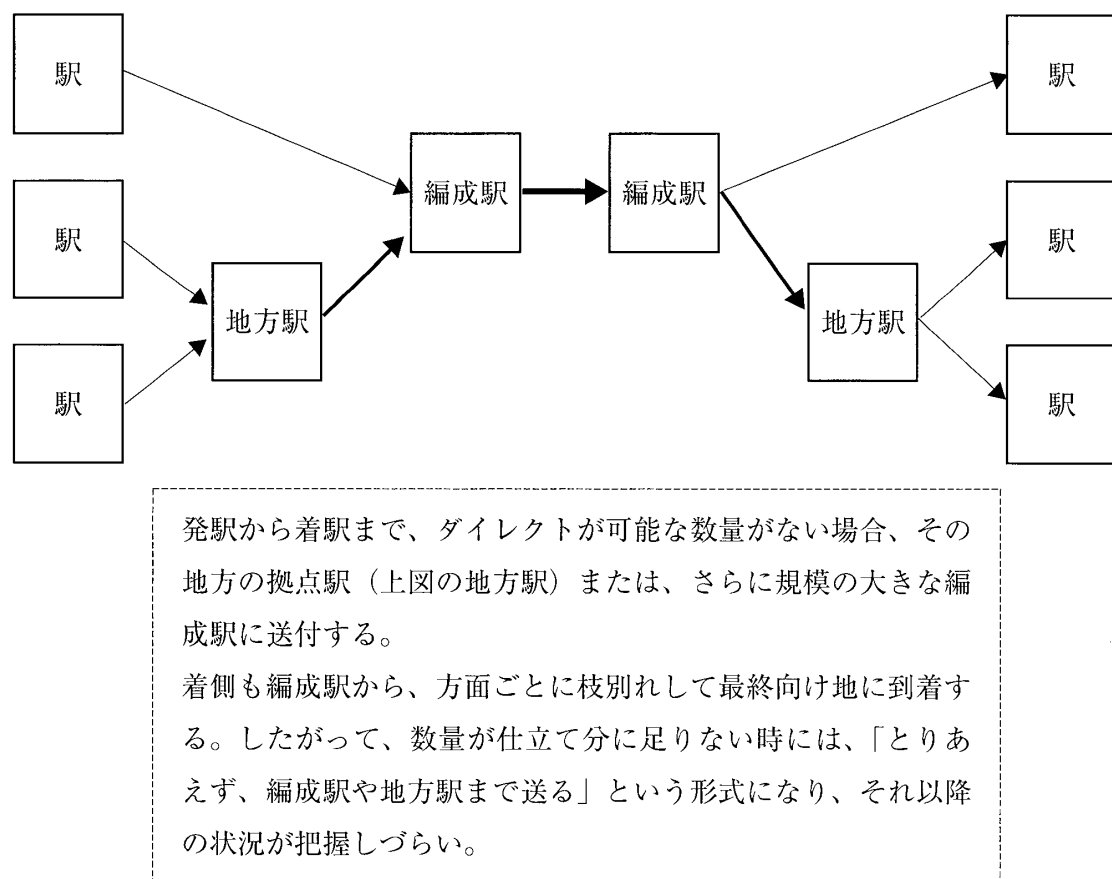 駅
駅
編成駅
編成駅
駅
駅
地方駅
地方駅
駅
駅
発駅から着駅まで、ダイレクトが可能な数量がない場合、その
地方の拠点駅（上図の地方駅）または、さらに規模の大きな編
成駅に送付する。
着側も編成駅から、方面ごとに枝別れして最終向け地に到着す
る。したがって、数量が仕立て分に足りない時には、「とりあ
えず、編成駅や地方駅まで送る」という形式になり、それ以降
の状況が把握しづらい。